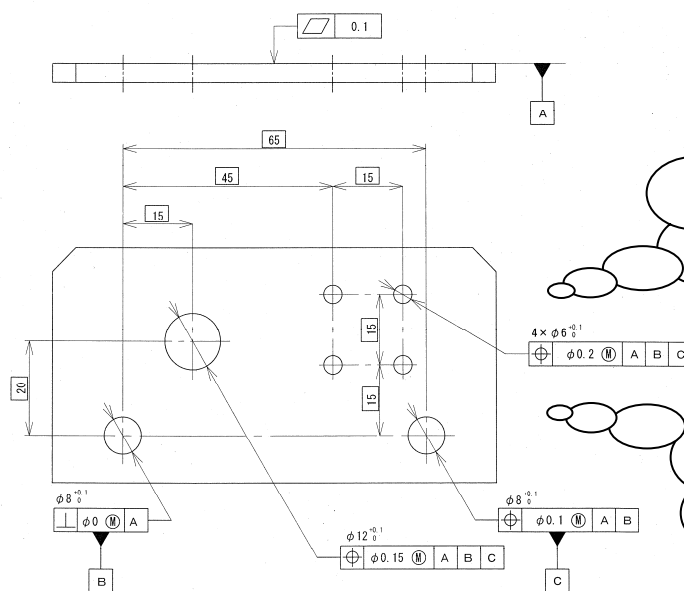 ⏥ 0.1
A
65
45 15
15
15
20
15
4× φ6 +0.1 0
⌖ φ0.2 Ⓜ A B C
φ8 +0.1 0
⟂ φ0 Ⓜ A
B
φ12 +0.1 0
⌖ φ0.15 Ⓜ A B C
φ8 +0.1 0
⌖ φ0.1 Ⓜ A B
C